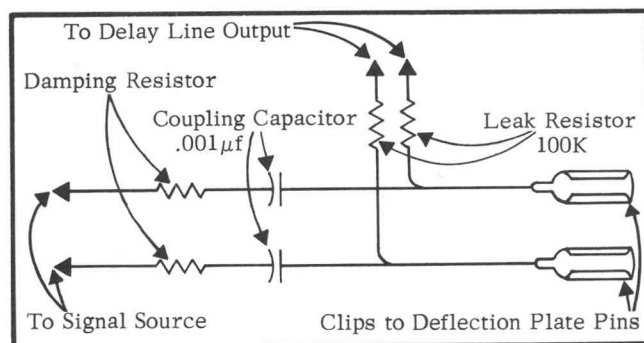 To Delay Line Output
Damping Resistor
Coupling Capacitor
.001µf
Leak Resistor
100K
To Signal Source
Clips to Deflection Plate Pins